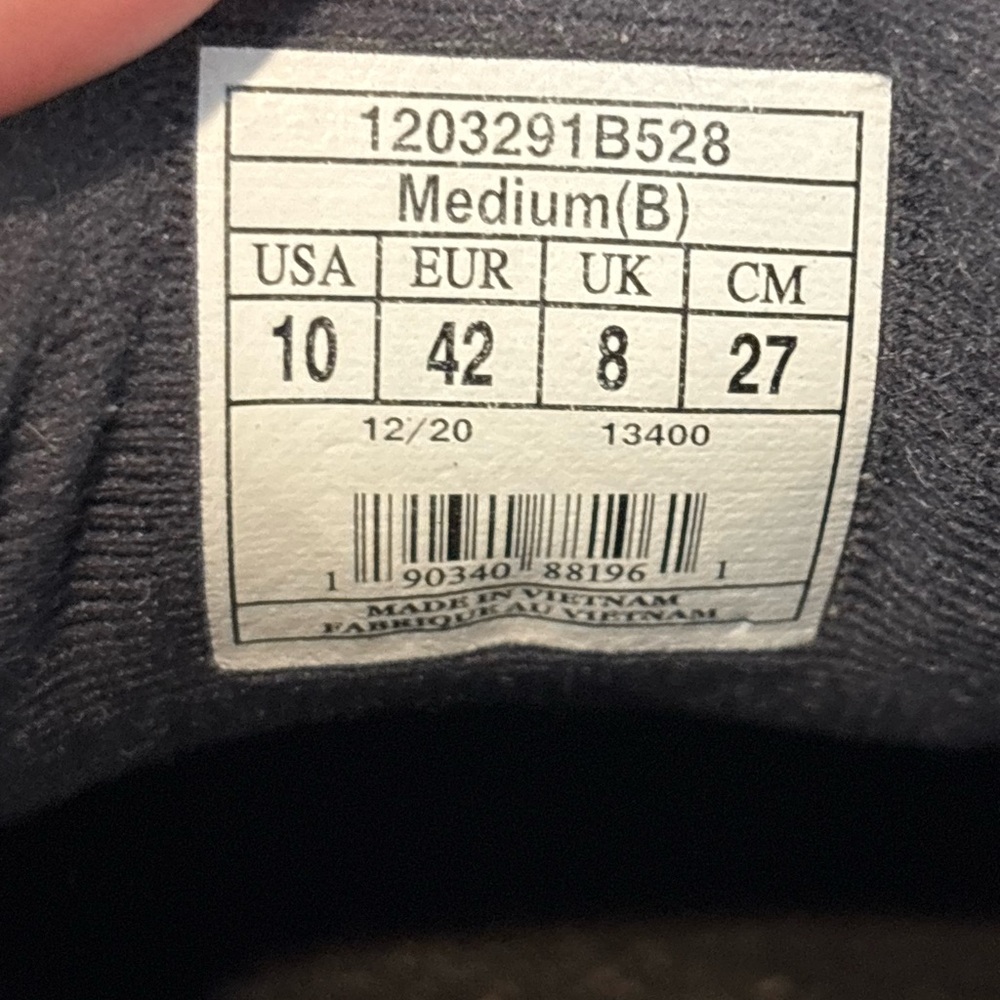 1203291B528
Medium(B)
USA EUR UK CM
10 42 8 27
12/20 13400
1 90340 88196 1
MADE IN VIETNAM
FABRIQUE AU VIETNAM